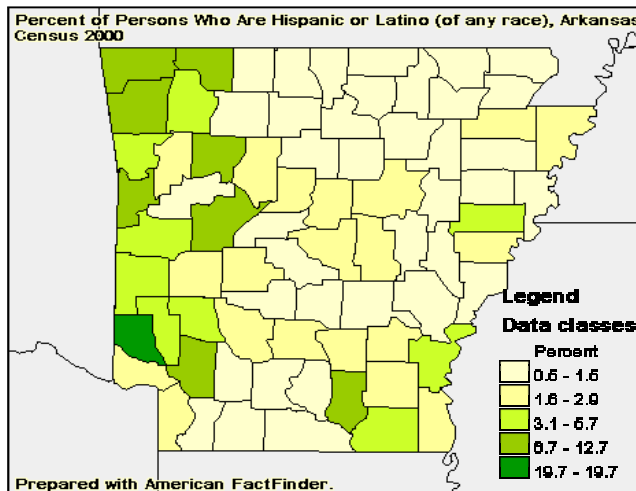 Percent of Persons Who Are Hispanic or Latino (of any race), Arkansas
Census 2000
Legend
Data classes
Percent
0.5 - 1.5
1.6 - 2.9
3.1 - 5.7
6.7 - 12.7
19.7 - 19.7
Prepared with American FactFinder.